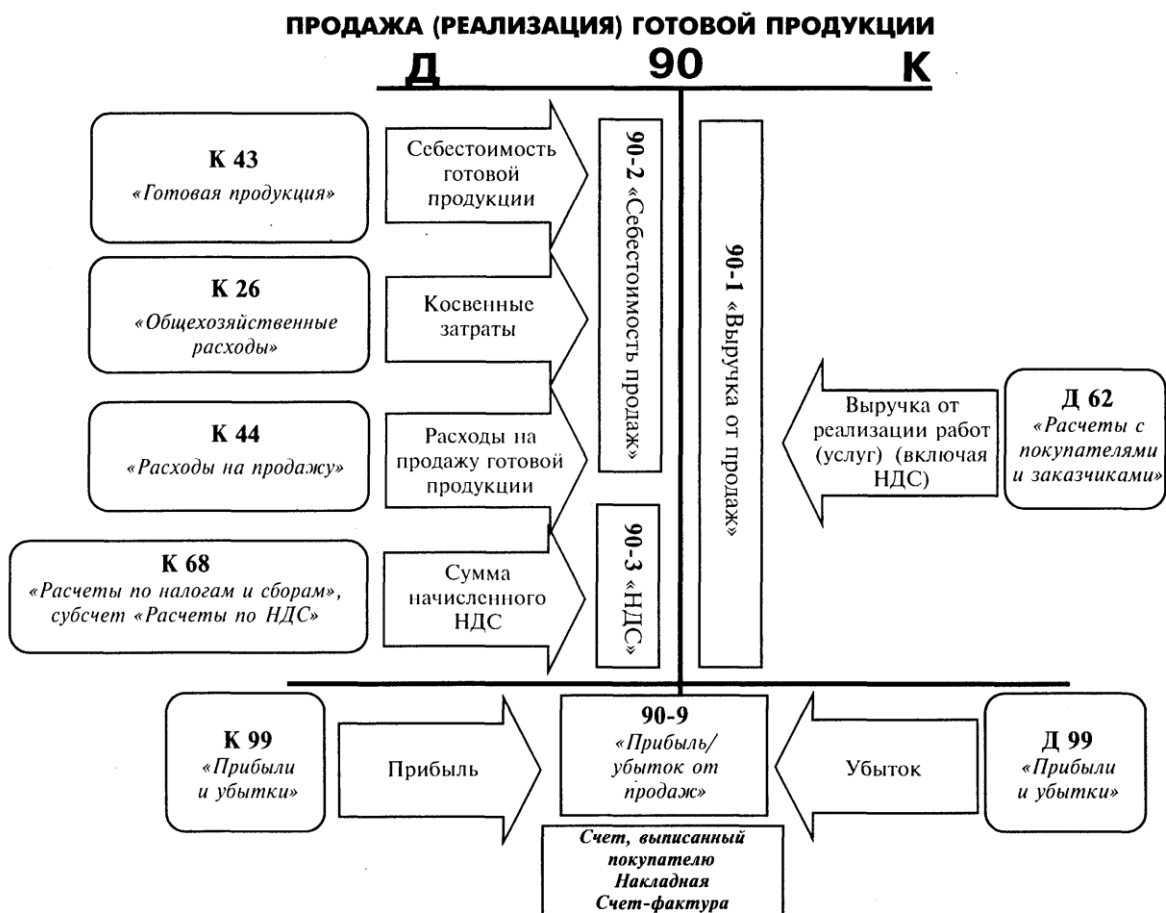 ПРОДАЖА (РЕАЛИЗАЦИЯ) ГОТОВОЙ ПРОДУКЦИИ
Д 90 К
К 43
«Готовая продукция»
Себестоимость
готовой
продукции
К 26
«Общехозяйственные
расходы»
Косвенные
затраты
К 44
«Расходы на продажу»
Расходы на
продажу готовой
продукции
90-2 «Себестоимость продаж»
К 68
«Расчеты по налогам и сборам»,
субсчет «Расчеты по НДС»
Сумма
начисленного
НДС
90-3 «НДС»
90-1 «Выручка от продаж»
Выручка от
реализации работ
(услуг) (включая
НДС)
Д 62
«Расчеты с
покупателями
и заказчиками»
К 99
«Прибыли
и убытки»
Прибыль
90-9
«Прибыль/
убыток от
продаж»
Убыток
Д 99
«Прибыли
и убытки»
Счет, выписанный
покупателю
Накладная
Счет-фактура